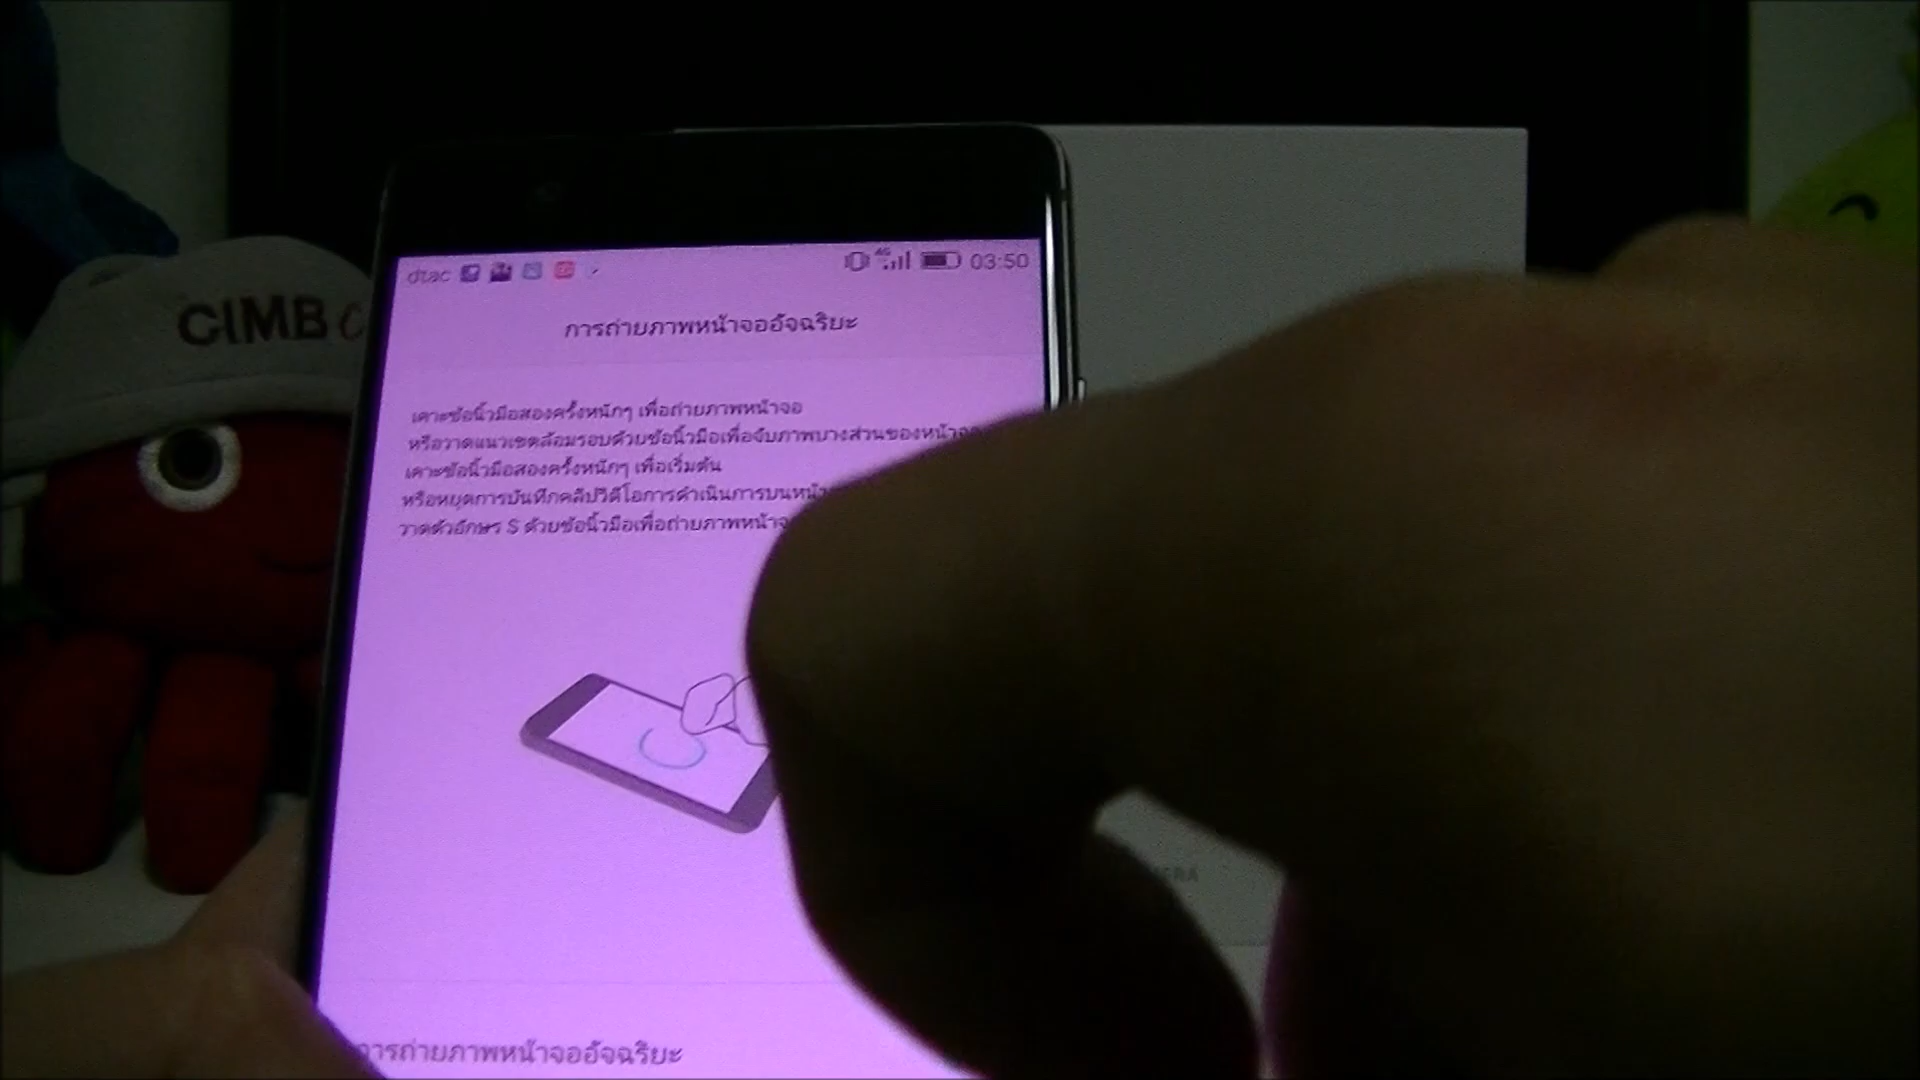 CIMB
dtac
4G
03:50
การถ่ายภาพหน้าจออัจฉริยะ
เคาะข้อนิ้วมือสองครั้งหนักๆ เพื่อถ่ายภาพหน้าจอ
หรือวาดแนวเขตล้อมรอบด้วยข้อนิ้วมือเพื่อจับภาพบางส่วนของหน้าจอ
เคาะข้อนิ้วมือสองครั้งหนักๆ เพื่อเริ่มต้น
หรือหยุดการบันทึกคลิปวิดีโอการดำเนินการบนหน้า
วาดตัวอักษร S ด้วยข้อนิ้วมือเพื่อถ่ายภาพหน้าจ
การถ่ายภาพหน้าจออัจฉริยะ